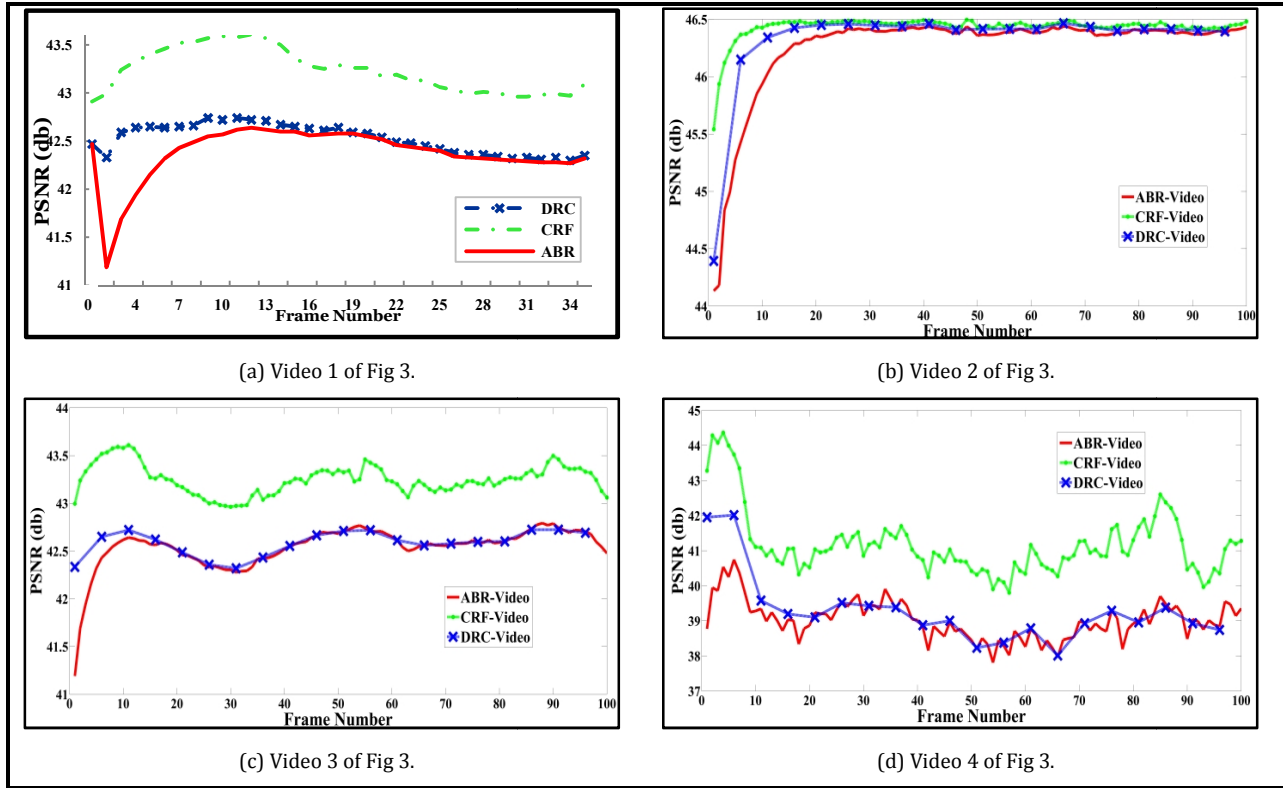 43.5
43
42.5
42
41.5
41
PSNR (db)
DRC
CRF
ABR
0 4 7 10 13 16 19 22 25 28 31 34
Frame Number
(a) Video 1 of Fig 3.
46.5
46
45.5
45
44.5
44
PSNR (db)
ABR-Video
CRF-Video
DRC-Video
0 10 20 30 40 50 60 70 80 90 100
Frame Number
(b) Video 2 of Fig 3.
44
43.5
43
42.5
42
41.5
41
PSNR (db)
ABR-Video
CRF-Video
DRC-Video
0 10 20 30 40 50 60 70 80 90 100
Frame Number
(c) Video 3 of Fig 3.
45
44
43
42
41
40
39
38
37
PSNR (db)
ABR-Video
CRF-Video
DRC-Video
0 10 20 30 40 50 60 70 80 90 100
Frame Number
(d) Video 4 of Fig 3.